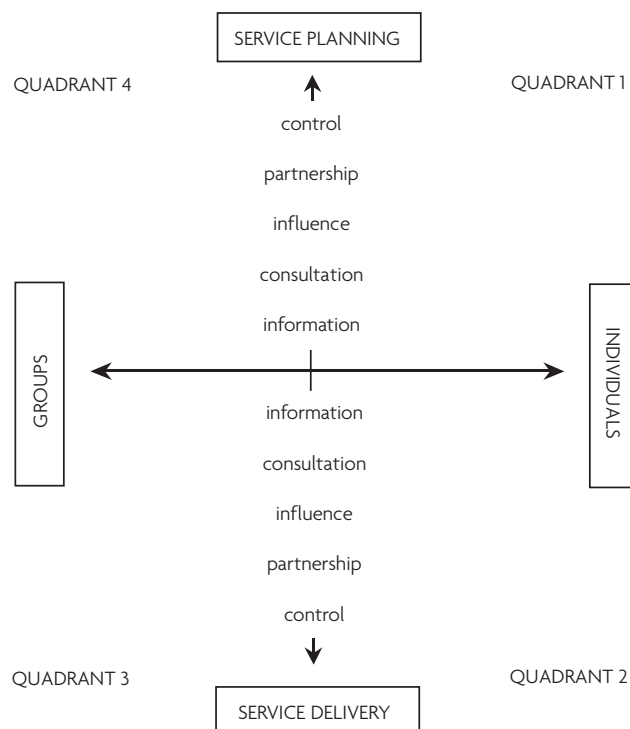 SERVICE PLANNING
QUADRANT 4
QUADRANT 1
control
partnership
influence
consultation
information
GROUPS
INDIVIDUALS
information
consultation
influence
partnership
control
QUADRANT 3
QUADRANT 2
SERVICE DELIVERY